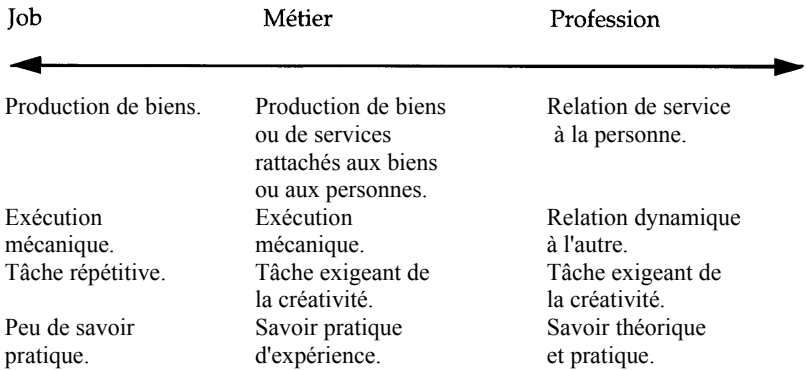 Job Métier Profession
Production de biens. Production de biens Relation de service
ou de services à la personne.
rattachés aux biens
ou aux personnes.
Exécution Exécution Relation dynamique
mécanique. mécanique. à l'autre.
Tâche répétitive. Tâche exigeant de Tâche exigeant de
la créativité. la créativité.
Peu de savoir Savoir pratique Savoir théorique
pratique. d'expérience. et pratique.